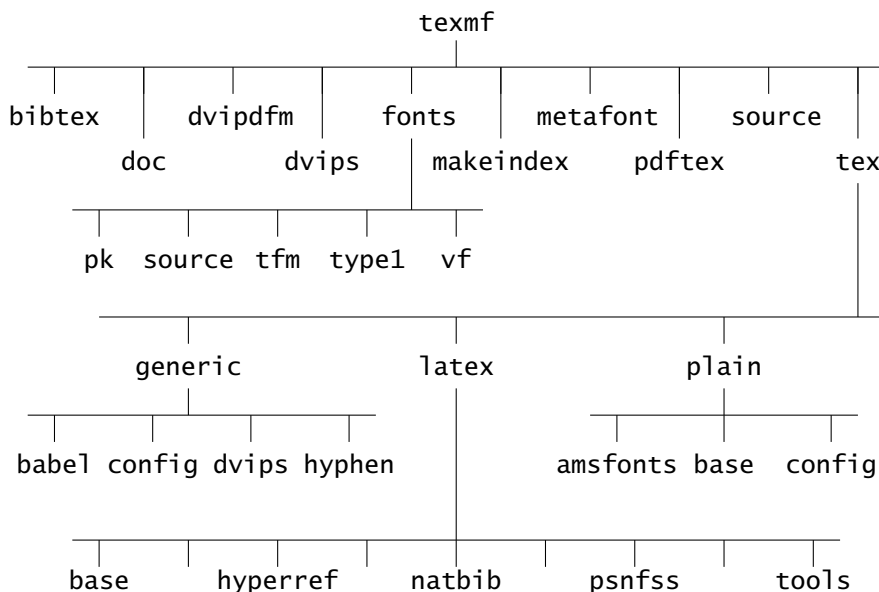 texmf
bibtex dvipdfm fonts metafont source
doc dvips makeindex pdftex tex
pk source tfm type1 vf
generic latex plain
babel config dvips hyphen amsfonts base config
base hyperref natbib psnfss tools